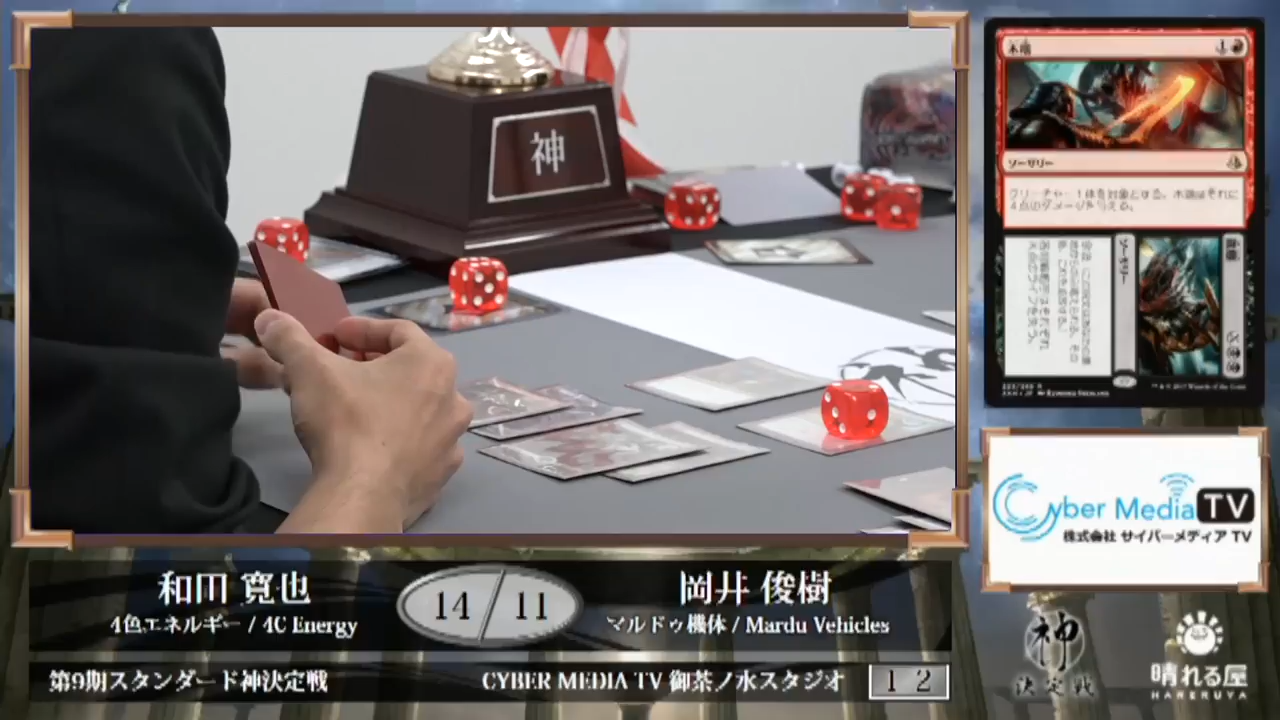 神
木端
ソーサリー
クリーチャー１体を対象とする。木端はそれに
４点のダメージを与える。
ソーサリー
Cyber Media TV
株式会社 サイバーメディア TV
和田 寛也
14/11
岡井 俊樹
4色エネルギー / 4C Energy
マルドゥ機体 / Mardu Vehicles
神
決定戦
晴れる屋
HARERUYA
第9期スタンダード神決定戦
CYBER MEDIA TV 御茶ノ水スタジオ
1 2